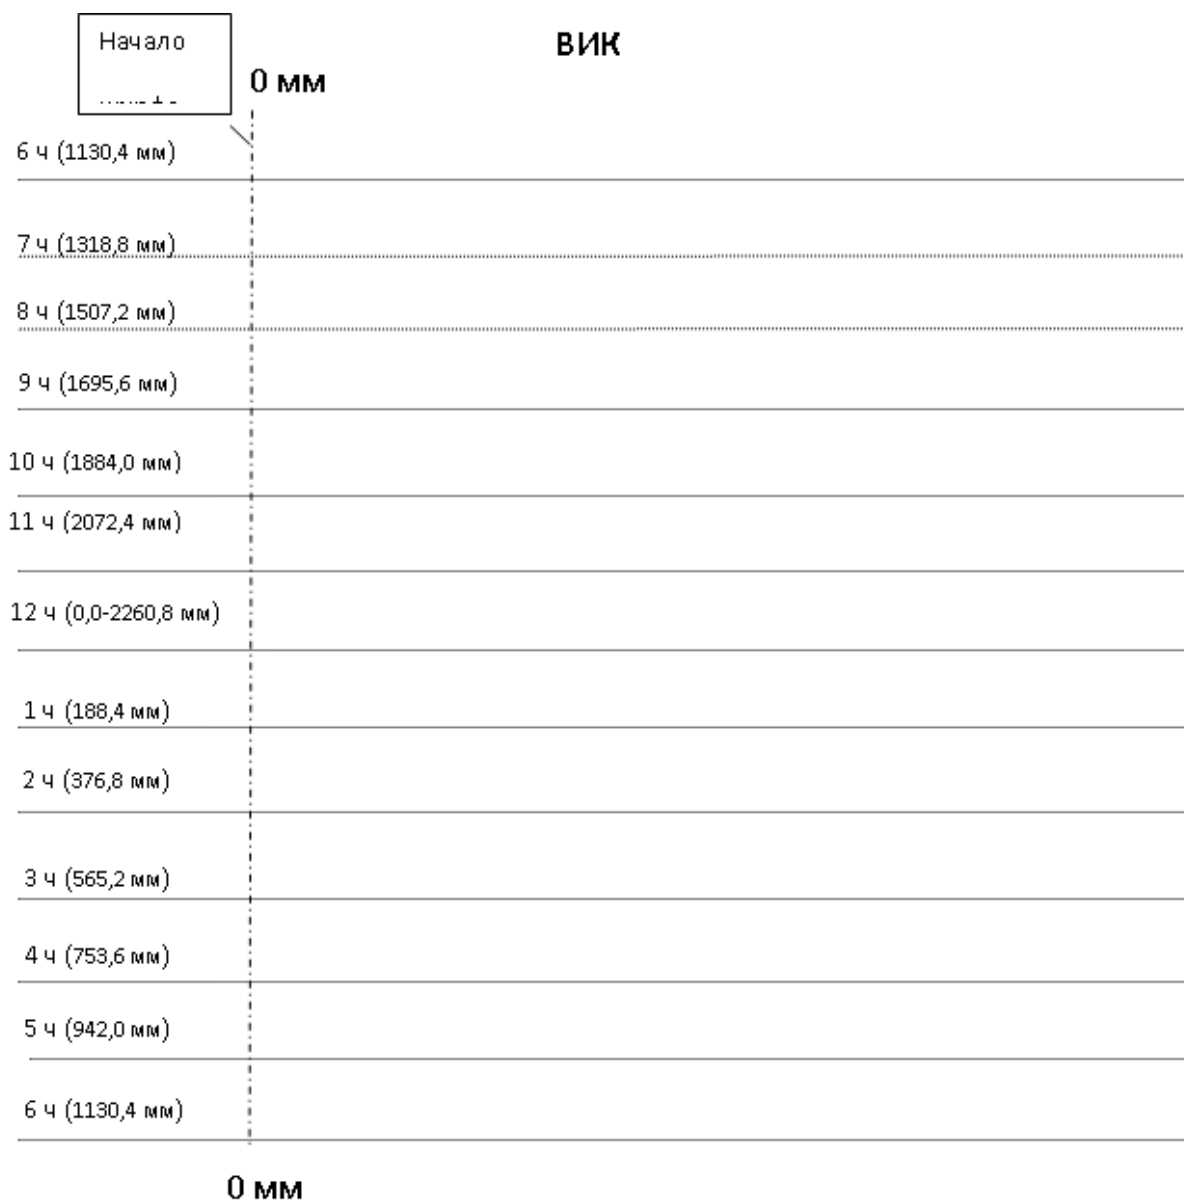 Начало
ВИК
0 мм
6 ч (1130,4 мм)
7 ч (1318,8 мм)
8 ч (1507,2 мм)
9 ч (1695,6 мм)
10 ч (1884,0 мм)
11 ч (2072,4 мм)
12 ч (0,0-2260,8 мм)
1 ч (188,4 мм)
2 ч (376,8 мм)
3 ч (565,2 мм)
4 ч (753,6 мм)
5 ч (942,0 мм)
6 ч (1130,4 мм)
0 мм